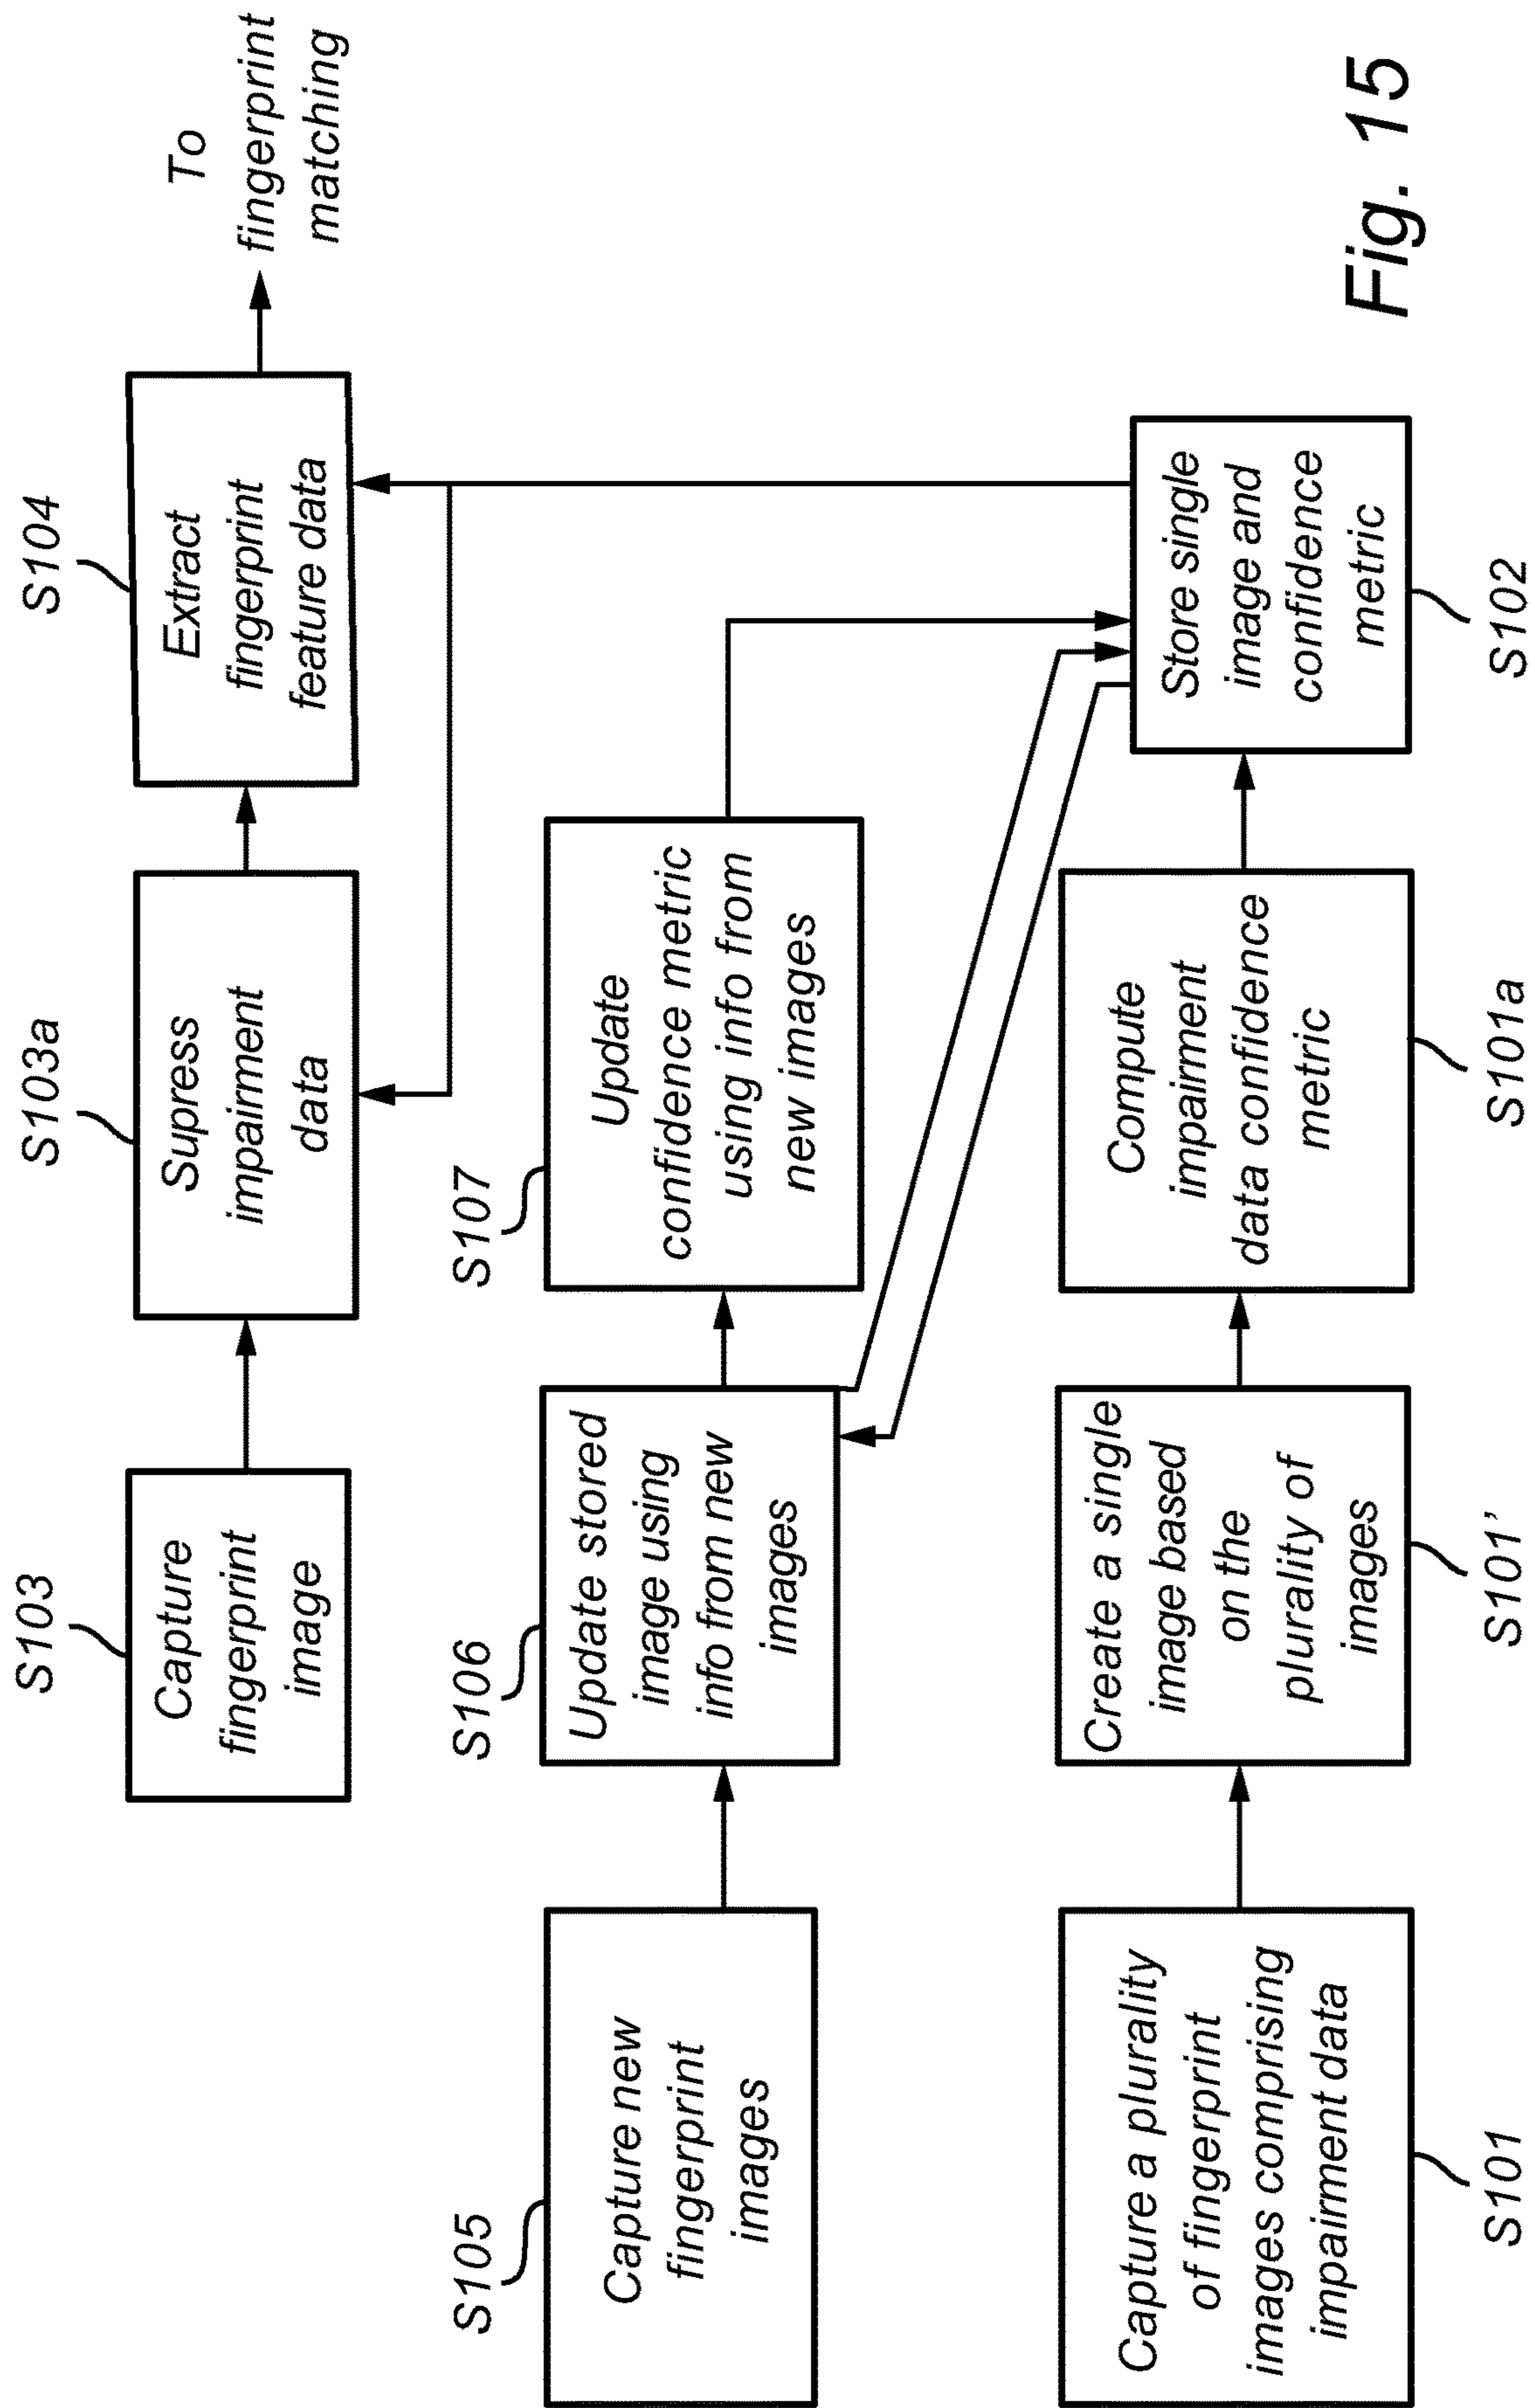 S103
Capture
fingerprint
image
S103a
Supress
impairment
data
S104
Extract
fingerprint
feature data
To
fingerprint
matching
S105
Capture new
fingerprint
images
S106
Update stored
image using
info from new
images
S107
Update
confidence metric
using info from
new images
Capture a plurality
of fingerprint
images comprising
impairment data
S101
Create a single
image based
on the
plurality of
images
S101'
Compute
impairment
data confidence
metric
S101a
Store single
image and
confidence
metric
S102
Fig. 15